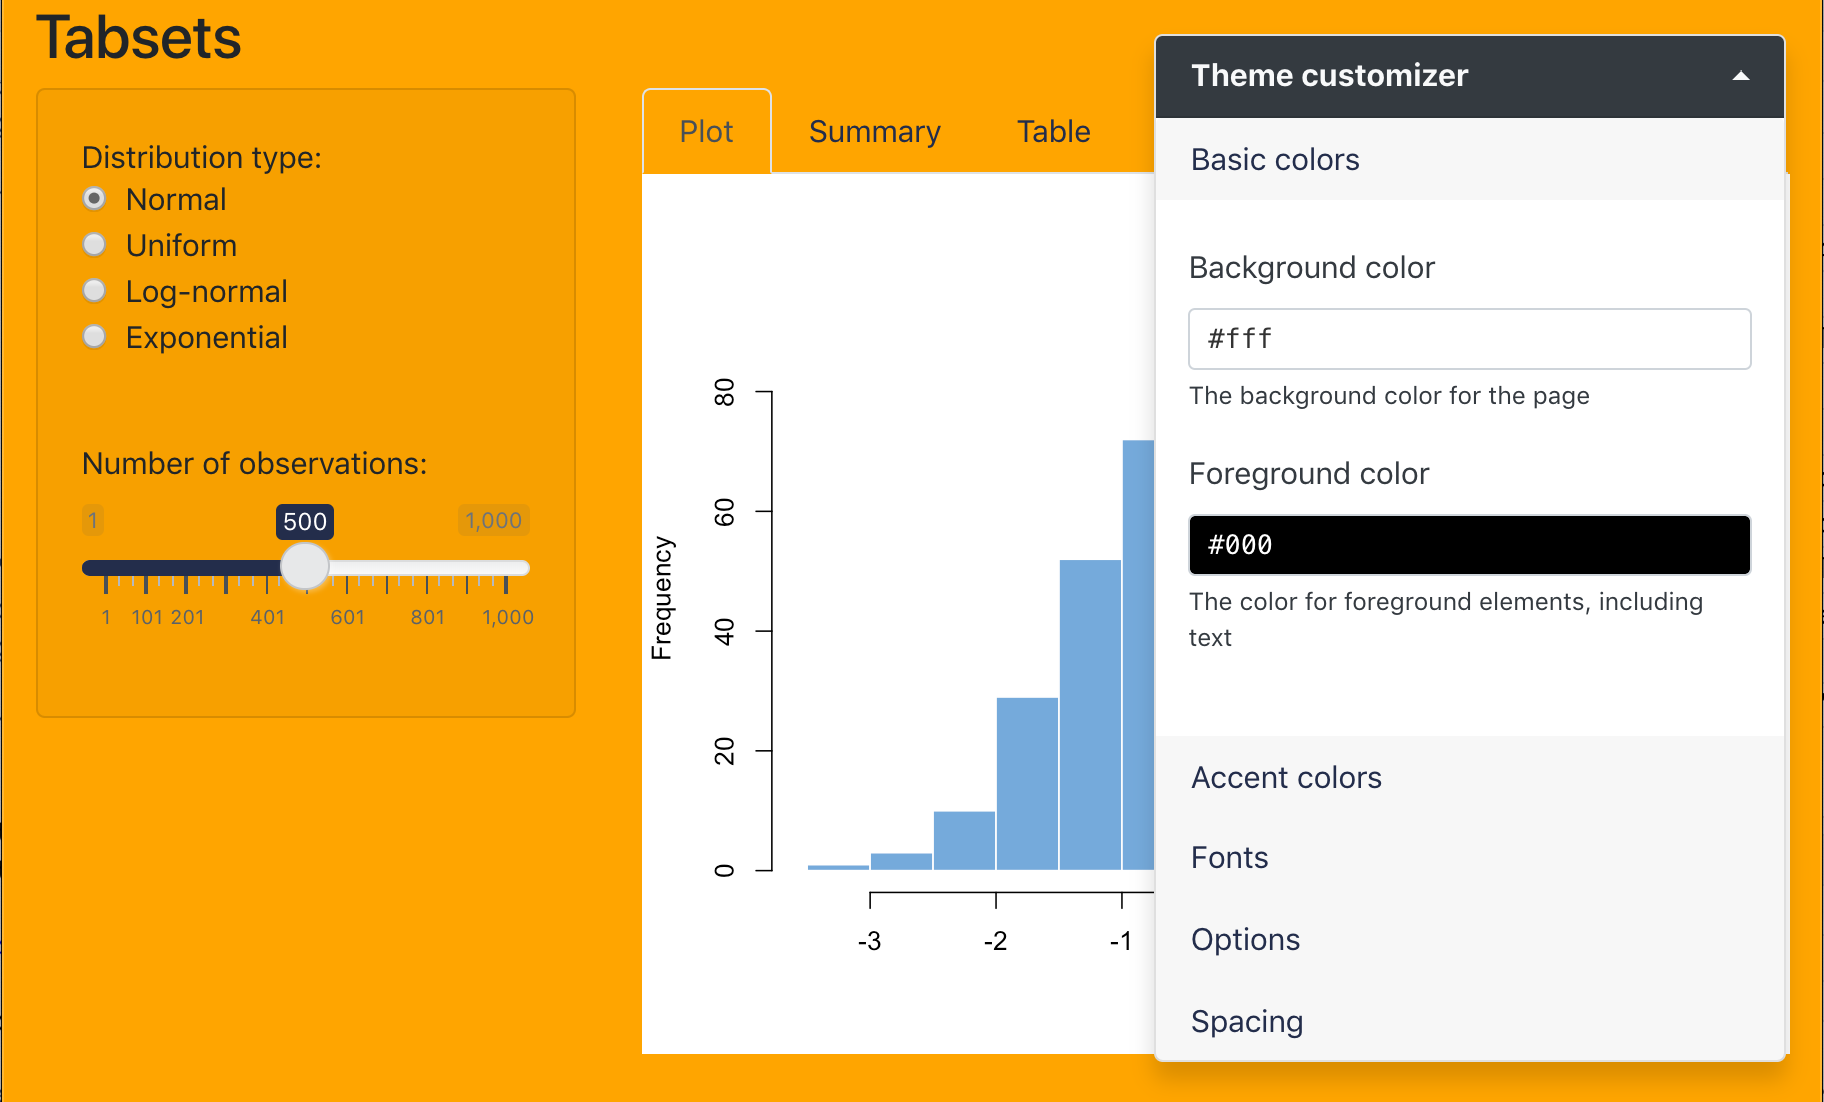 Tabsets
Distribution type:
Normal
Uniform
Log-normal
Exponential
Number of observations:
1 500 1,000
1 101 201 401 601 801 1,000
Plot Summary Table
Frequency
80
60
40
20
0
-3 -2 -1
Theme customizer
Basic colors
Background color
#fff
The background color for the page
Foreground color
#000
The color for foreground elements, including
text
Accent colors
Fonts
Options
Spacing